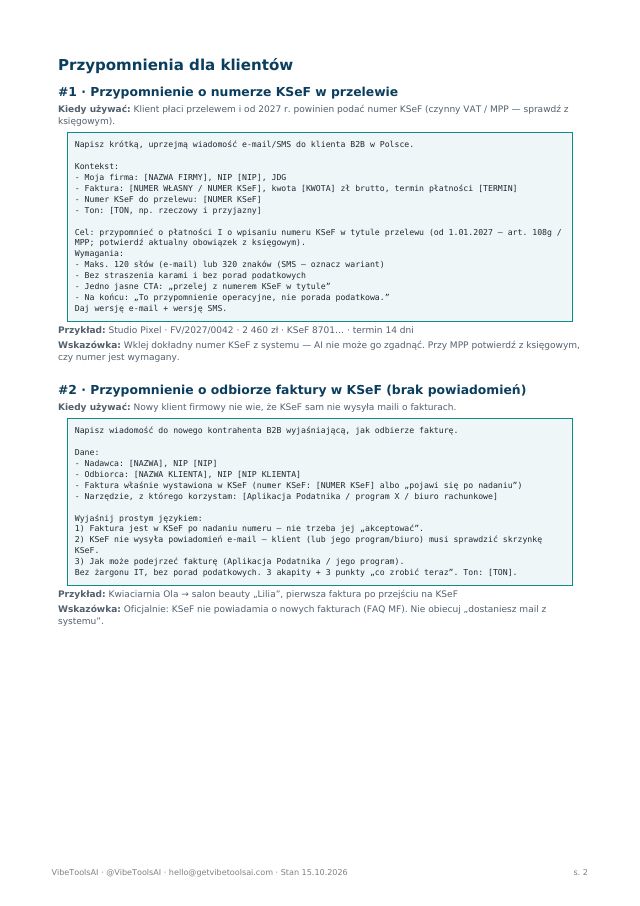 Przypomnienia dla klientów
#1 · Przypomnienie o numerze KSeF w przelewie
Kiedy używać: Klient płaci przelewem i od 2027 r. powinien podać numer KSeF (czynny VAT / MPP — sprawdź z
księgowym).
Napisz krótką, uprzejmą wiadomość e-mail/SMS do klienta B2B w Polsce.
Kontekst:
- Moja firma: [NAZWA FIRMY], NIP [NIP], JDG
- Faktura: [NUMER WŁASNY / NUMER KSeF], kwota [KWOTA] zł brutto, termin płatności [TERMIN]
- Numer KSeF do przelewu: [NUMER KSeF]
- Ton: [TON, np. rzeczowy i przyjazny]
Cel: przypomnieć o płatności I o wpisaniu numeru KSeF w tytule przelewu (od 1.01.2027 — art. 108g /
MPP; potwierdź aktualny obowiązek z księgowym).
Wymagania:
- Maks. 120 słów (e-mail) lub 320 znaków (SMS — oznacz wariant)
- Bez straszenia karami i bez porad podatkowych
- Jedno jasne CTA: „przelej z numerem KSeF w tytule”
- Na końcu: „To przypomnienie operacyjne, nie porada podatkowa.”
Daj wersję e-mail + wersję SMS.
Przykład: Studio Pixel · FV/2027/0042 · 2 460 zł · KSeF 8701… · termin 14 dni
Wskazówka: Wklej dokładny numer KSeF z systemu — AI nie może go zgadnąć. Przy MPP potwierdź z księgowym,
czy numer jest wymagany.
#2 · Przypomnienie o odbiorze faktury w KSeF (brak powiadomień)
Kiedy używać: Nowy klient firmowy nie wie, że KSeF sam nie wysyła maili o fakturach.
Napisz wiadomość do nowego kontrahenta B2B wyjaśniającą, jak odbierze fakturę.
Dane:
- Nadawca: [NAZWA], NIP [NIP]
- Odbiorca: [NAZWA KLIENTA], NIP [NIP KLIENTA]
- Faktura właśnie wystawiona w KSeF (numer KSeF: [NUMER KSeF] albo „pojawi się po nadaniu”)
- Narzędzie, z którego korzystam: [Aplikacja Podatnika / program X / biuro rachunkowe]
Wyjaśnij prostym językiem:
1) Faktura jest w KSeF po nadaniu numeru — nie trzeba jej „akceptować”.
2) KSeF nie wysyła powiadomień e-mail — klient (lub jego program/biuro) musi sprawdzić skrzynkę
KSeF.
3) Jak może podejrzeć fakturę (Aplikacja Podatnika / jego program).
Bez żargonu IT, bez porad podatkowych. 3 akapity + 3 punkty „co zrobić teraz”. Ton: [TON].
Przykład: Kwiaciarnia Ola → salon beauty „Lilia”, pierwsza faktura po przejściu na KSeF
Wskazówka: Oficjalnie: KSeF nie powiadamia o nowych fakturach (FAQ MF). Nie obiecuj „dostaniesz mail z
systemu”.
VibeToolsAI · @VibeToolsAI · hello@getvibetoolsai.com · Stan 15.10.2026
s. 2